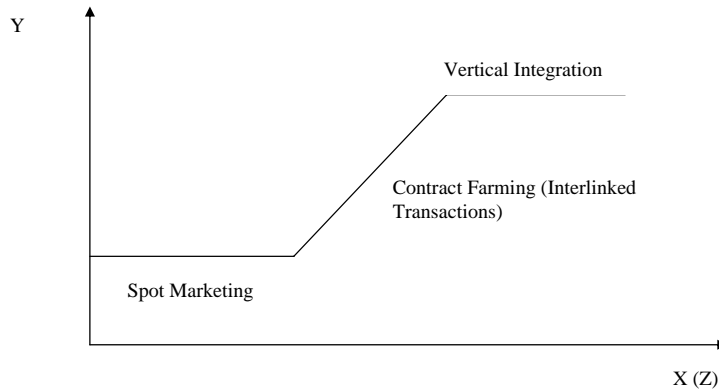 Y
Vertical Integration
Contract Farming (Interlinked
Transactions)
Spot Marketing
X (Z)